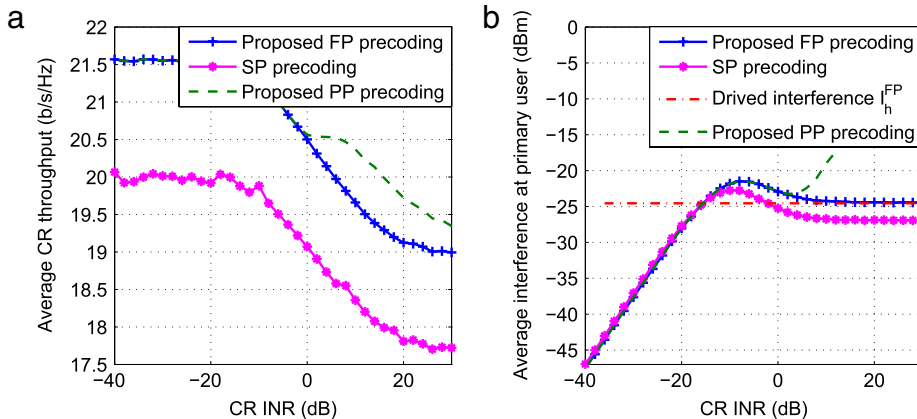 a
Average CR throughput (b/s/Hz)
22
21.5
21
20.5
20
19.5
19
18.5
18
17.5
−40
−20
0
20
CR INR (dB)
Proposed FP precoding
SP precoding
Proposed PP precoding
b
Average interference at primary user (dBm)
0
−5
−10
−15
−20
−25
−30
−35
−40
−45
−40
−20
0
20
CR INR (dB)
Proposed FP precoding
SP precoding
Drived interference I_h^FP
Proposed PP precoding